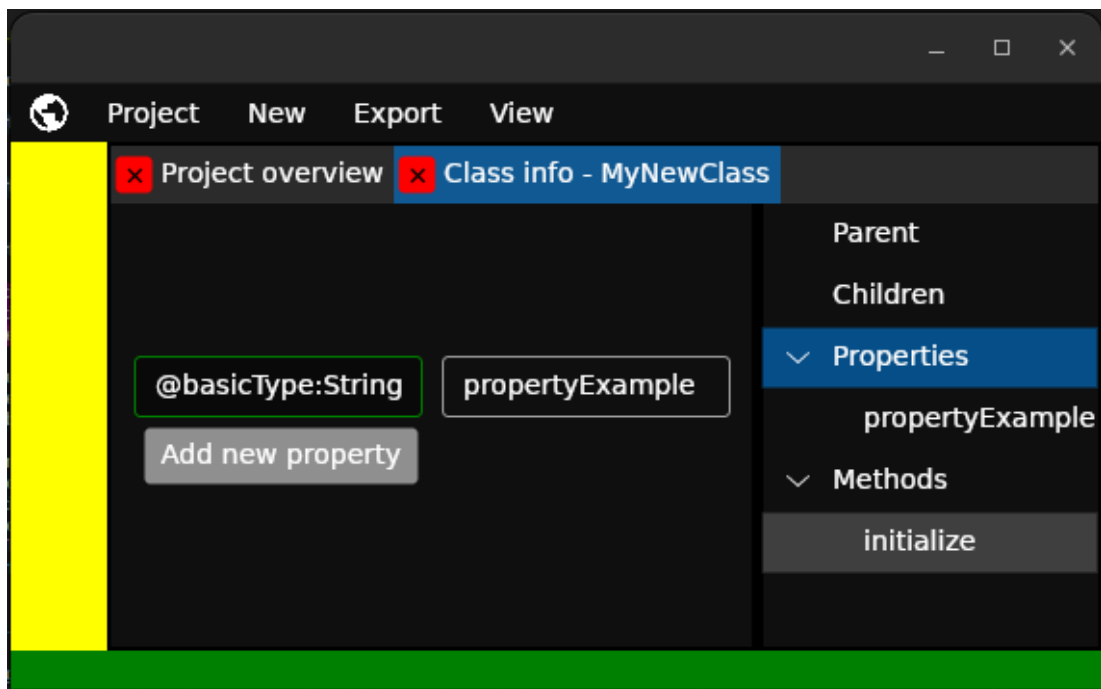 Project New Export View
Project overview Class info - MyNewClass
@basicType:String propertyExample
Add new property
Parent
Children
Properties
propertyExample
Methods
initialize